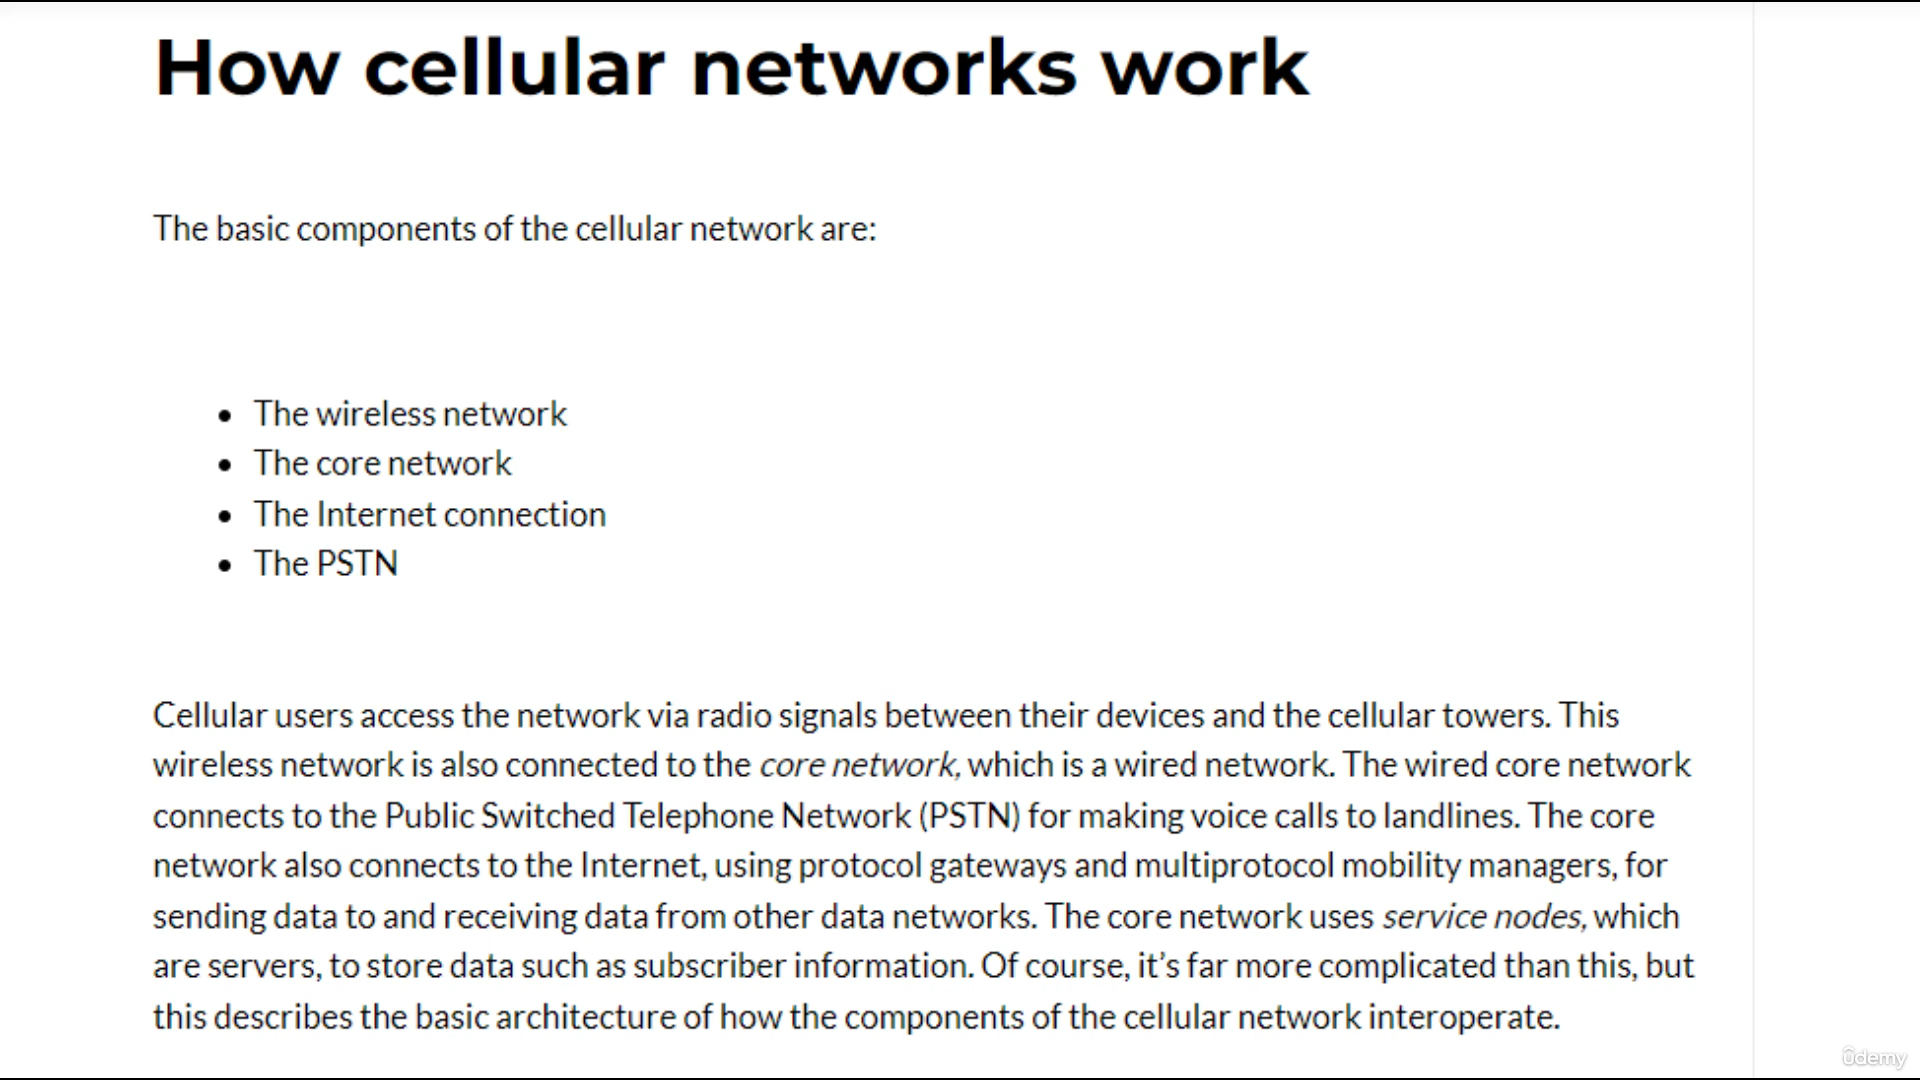 How cellular networks work
The basic components of the cellular network are:
• The wireless network
• The core network
• The Internet connection
• The PSTN
Cellular users access the network via radio signals between their devices and the cellular towers. This
wireless network is also connected to the core network, which is a wired network. The wired core network
connects to the Public Switched Telephone Network (PSTN) for making voice calls to landlines. The core
network also connects to the Internet, using protocol gateways and multiprotocol mobility managers, for
sending data to and receiving data from other data networks. The core network uses service nodes, which
are servers, to store data such as subscriber information. Of course, it’s far more complicated than this, but
this describes the basic architecture of how the components of the cellular network interoperate.
ûdemy